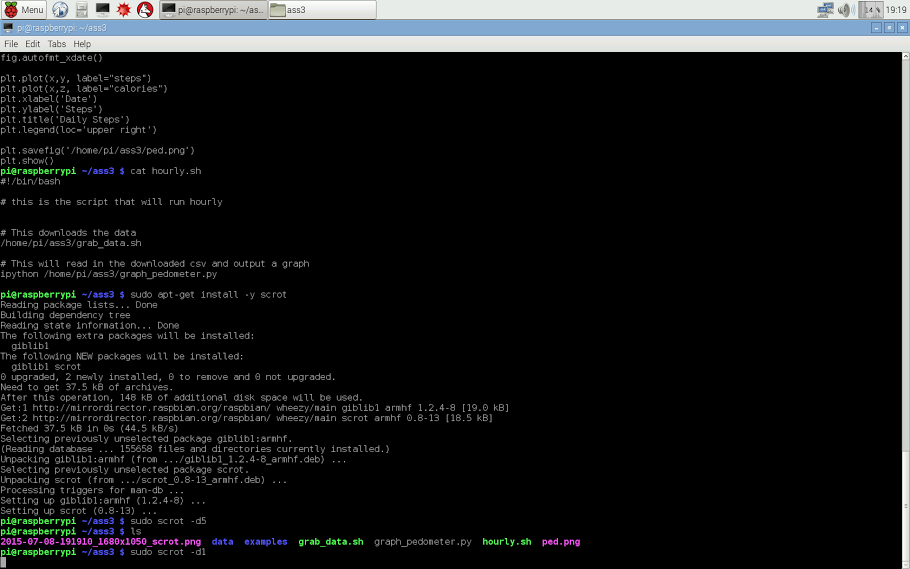 Menu
pi@raspberrypi: ~/as...
ass3
14 %
19:19
pi@raspberrypi: ~/ass3
File Edit Tabs Help
fig.autofmt_xdate()
plt.plot(x,y, label="steps")
plt.plot(x,z, label="calories")
plt.xlabel('Date')
plt.ylabel('Steps')
plt.title('Daily Steps')
plt.legend(loc='upper right')
plt.savefig('/home/pi/ass3/ped.png')
plt.show()
pi@raspberrypi ~/ass3 $ cat hourly.sh
#!/bin/bash
# this is the script that will run hourly
# This downloads the data
/home/pi/ass3/grab_data.sh
# This will read in the downloaded csv and output a graph
ipython /home/pi/ass3/graph_pedometer.py
pi@raspberrypi ~/ass3 $ sudo apt-get install -y scrot
Reading package lists... Done
Building dependency tree
Reading state information... Done
The following extra packages will be installed:
  giblib1
The following NEW packages will be installed:
  giblib1 scrot
0 upgraded, 2 newly installed, 0 to remove and 0 not upgraded.
Need to get 37.5 kB of archives.
After this operation, 148 kB of additional disk space will be used.
Get:1 http://mirrordirector.raspbian.org/raspbian/ wheezy/main giblib1 armhf 1.2.4-8 [19.0 kB]
Get:2 http://mirrordirector.raspbian.org/raspbian/ wheezy/main scrot armhf 0.8-13 [18.5 kB]
Fetched 37.5 kB in 0s (44.5 kB/s)
Selecting previously unselected package giblib1:armhf.
(Reading database ... 155658 files and directories currently installed.)
Unpacking giblib1:armhf (from .../giblib1_1.2.4-8_armhf.deb) ...
Selecting previously unselected package scrot.
Unpacking scrot (from .../scrot_0.8-13_armhf.deb) ...
Processing triggers for man-db ...
Setting up giblib1:armhf (1.2.4-8) ...
Setting up scrot (0.8-13) ...
pi@raspberrypi ~/ass3 $ sudo scrot -d5
pi@raspberrypi ~/ass3 $ ls
2015-07-08-191910_1680x1050_scrot.png  data  examples  grab_data.sh  graph_pedometer.py  hourly.sh  ped.png
pi@raspberrypi ~/ass3 $ sudo scrot -d1